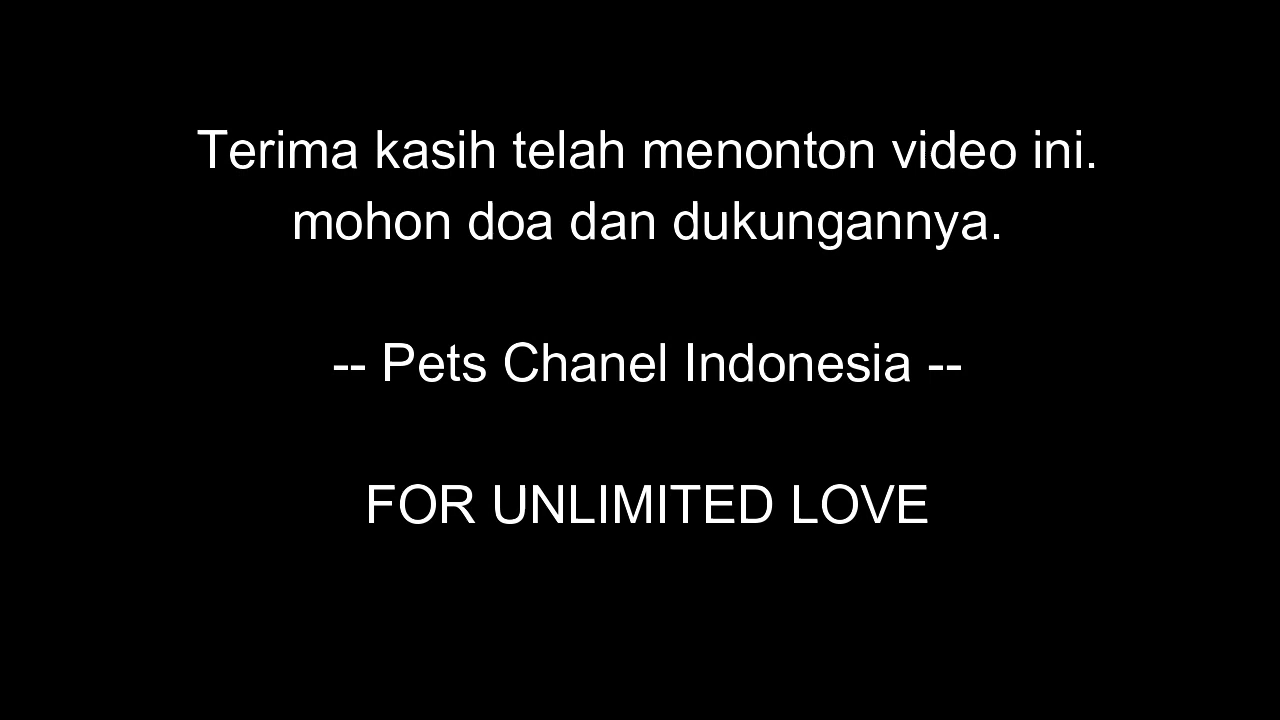 Terima kasih telah menonton video ini.
mohon doa dan dukungannya.
-- Pets Chanel Indonesia --
FOR UNLIMITED LOVE